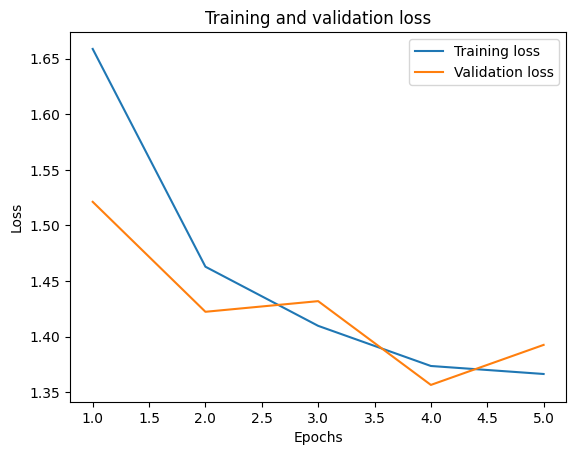 Training and validation loss
Training loss
Validation loss
1.65
1.60
1.55
1.50
1.45
1.40
1.35
Loss
1.0 1.5 2.0 2.5 3.0 3.5 4.0 4.5 5.0
Epochs